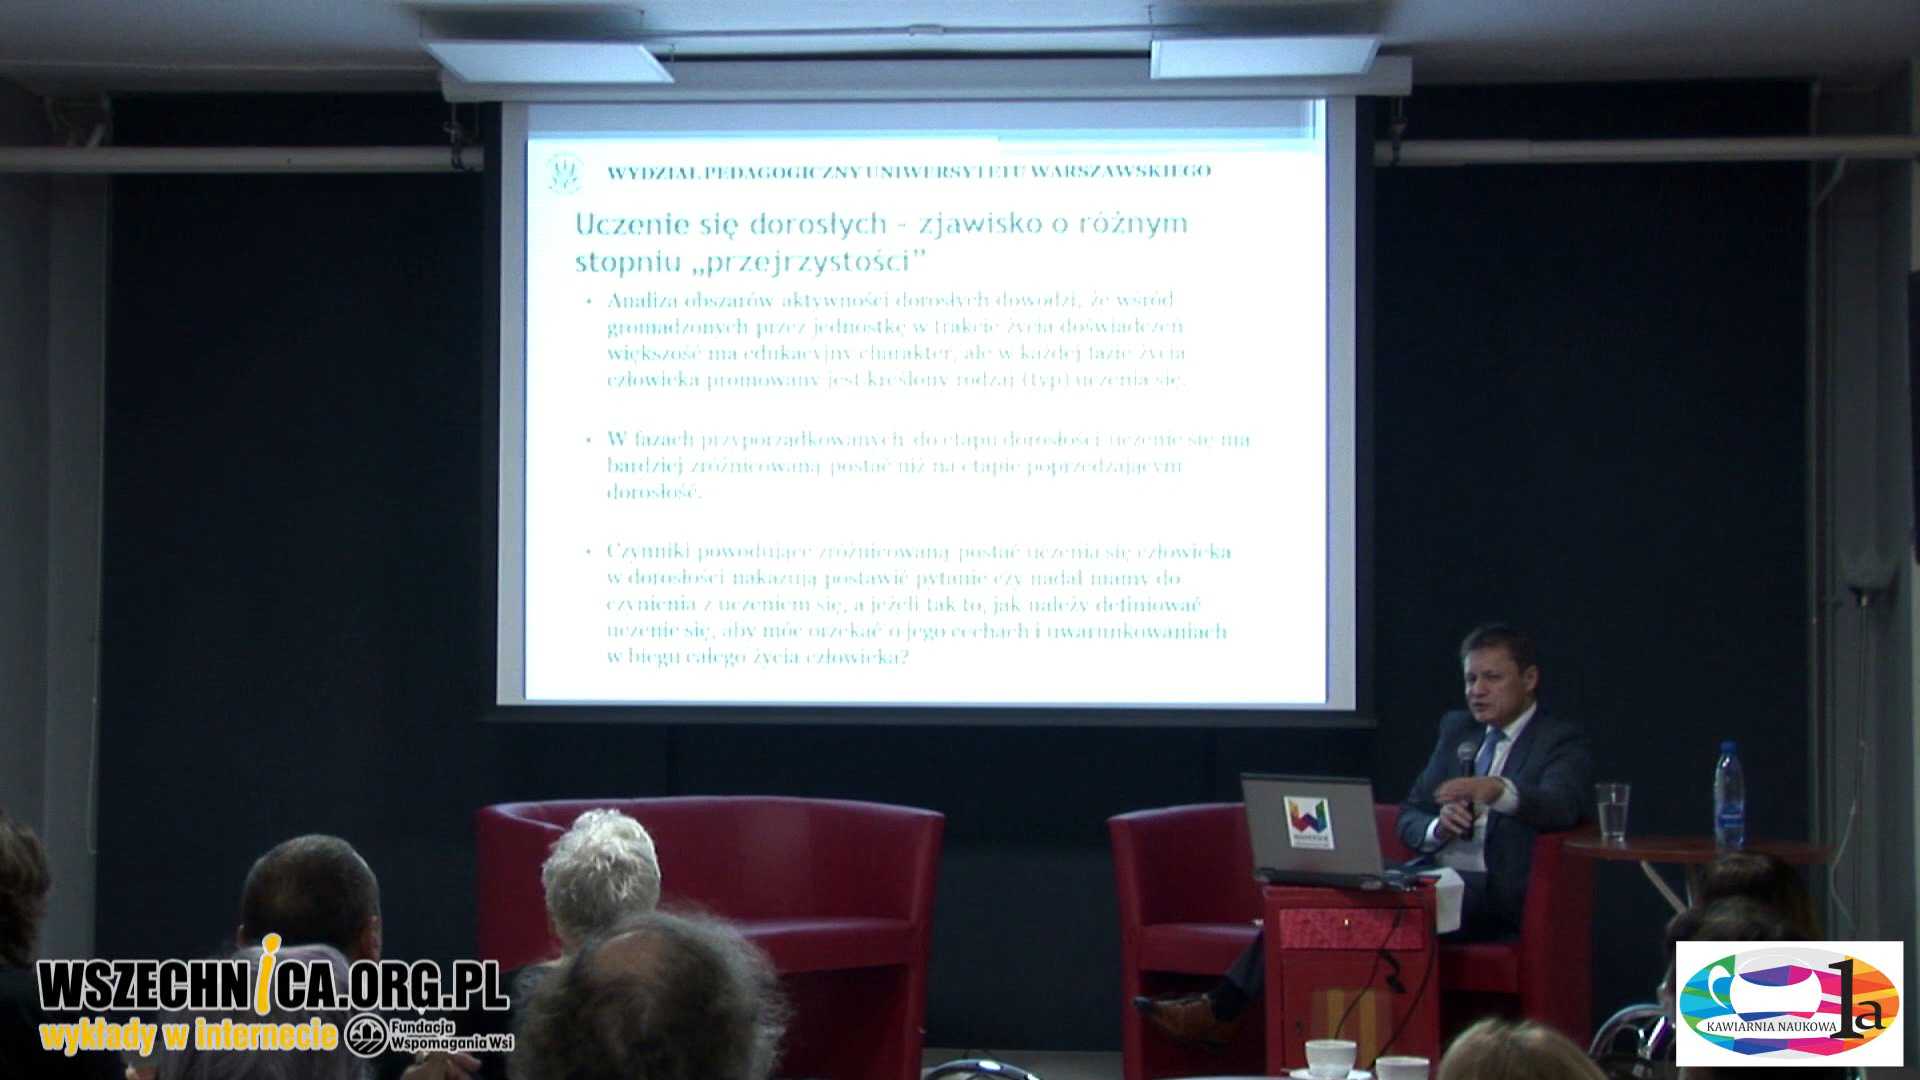 WYDZIAŁ PEDAGOGICZNY UNIWERSYTETU WARSZAWSKIEGO
Uczenie się dorosłych - zjawisko o różnym
stopniu „przejrzystości”
• Analiza obszarów aktywności dorosłych dowodzi, że wśród
gromadzonych przez jednostkę w trakcie życia doświadczeń
większość ma edukacyjny charakter, ale w każdej fazie życia
człowieka promowany jest kreślony rodzaj (typ) uczenia się.
• W fazach przyporządkowanych do etapu dorosłości uczenie się ma
bardziej zróżnicowaną postać niż na etapie poprzedzającym
dorosłość.
• Czynniki powodujące zróżnicowaną postać uczenia się człowieka
w dorosłości nakazują postawić pytanie czy nadal mamy do
czynienia z uczeniem się, a jeżeli tak to, jak należy definiować
uczenie się, aby móc orzekać o jego cechach i uwarunkowaniach
w biegu całego życia człowieka?
WSZECHNICA.ORG.PL
wykłady w internecie
Fundacja
Wspomagania Wsi
KAWIARNIA NAUKOWA 1a